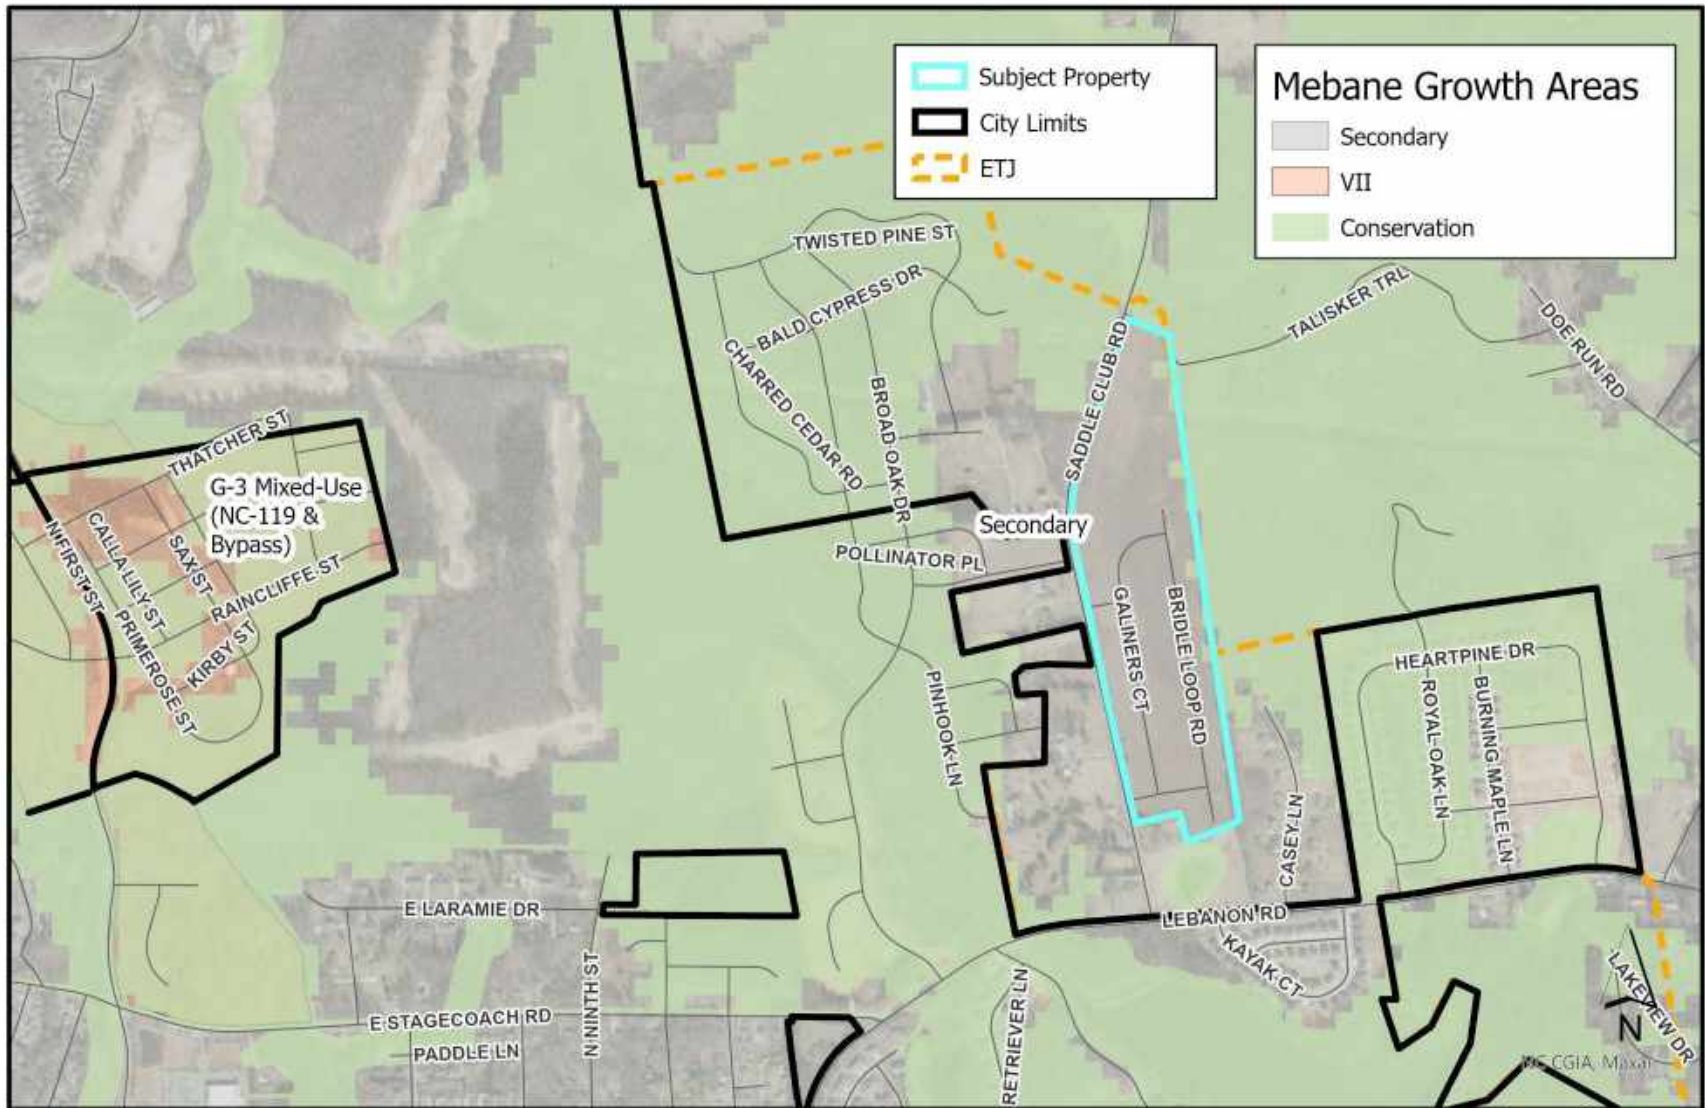 Subject Property
City Limits
ETJ
Mebane Growth Areas
Secondary
VII
Conservation
TWISTED PINE ST
BALD CYPRESS DR
CHARRED CEDAR RD
BROAD OAK DR
SADDLE CLUB RD
TALISKER TRL
DOE RUN RD
THATCHER ST
G-3 Mixed-Use
(NC-119 &
Bypass)
N FIRST ST
CALLA LILY ST
SAX ST
RAINCLIFFE ST
PRIMEROSE ST
KIRBY ST
Secondary
POLLINATOR PL
PINHOOK LN
GALINERS CT
BRIDLE LOOP RD
CASEY LN
HEARTPINE DR
ROYAL OAK LN
BURNING MAPLE LN
E LARAMIE DR
N NINTH ST
LEBANON RD
KAYAK CT
RETRIEVER LN
E STAGECOACH RD
PADDLE LN
LAKEVIEW DR
N
NC CGIA, Maxar